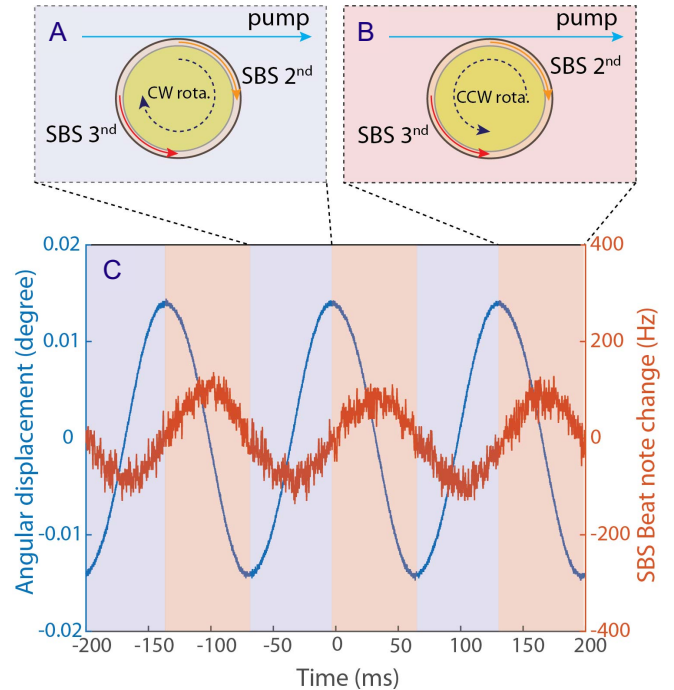 A
pump
CW rota.
SBS 2nd
SBS 3nd
B
pump
CCW rota.
SBS 2nd
SBS 3nd
C
Angular displacement (degree)
0.02
0.01
0
-0.01
-0.02
SBS Beat note change (Hz)
400
200
0
-200
-400
-200 -150 -100 -50 0 50 100 150 200
Time (ms)